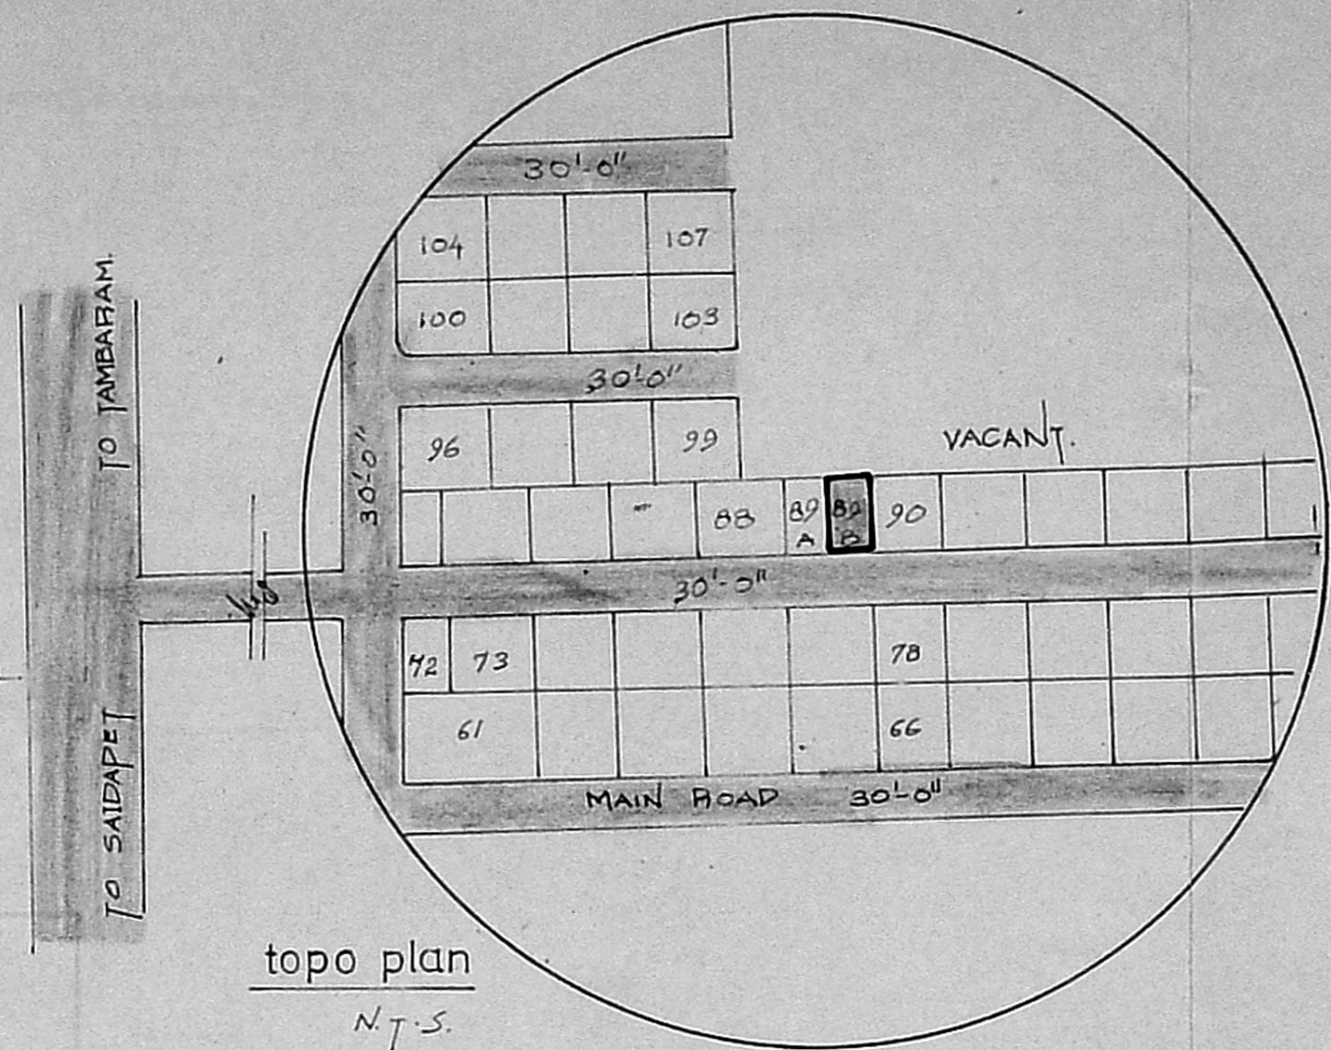 30'-0"
104
107
100
103
30'-0"
TO TAMBARAM.
96
99
VACANT.
30'-0"
88
89
A
89
B
90
30'-0"
72
73
78
61
66
TO SAIDAPET
MAIN ROAD 30'-0"
topo plan
N.T.S.